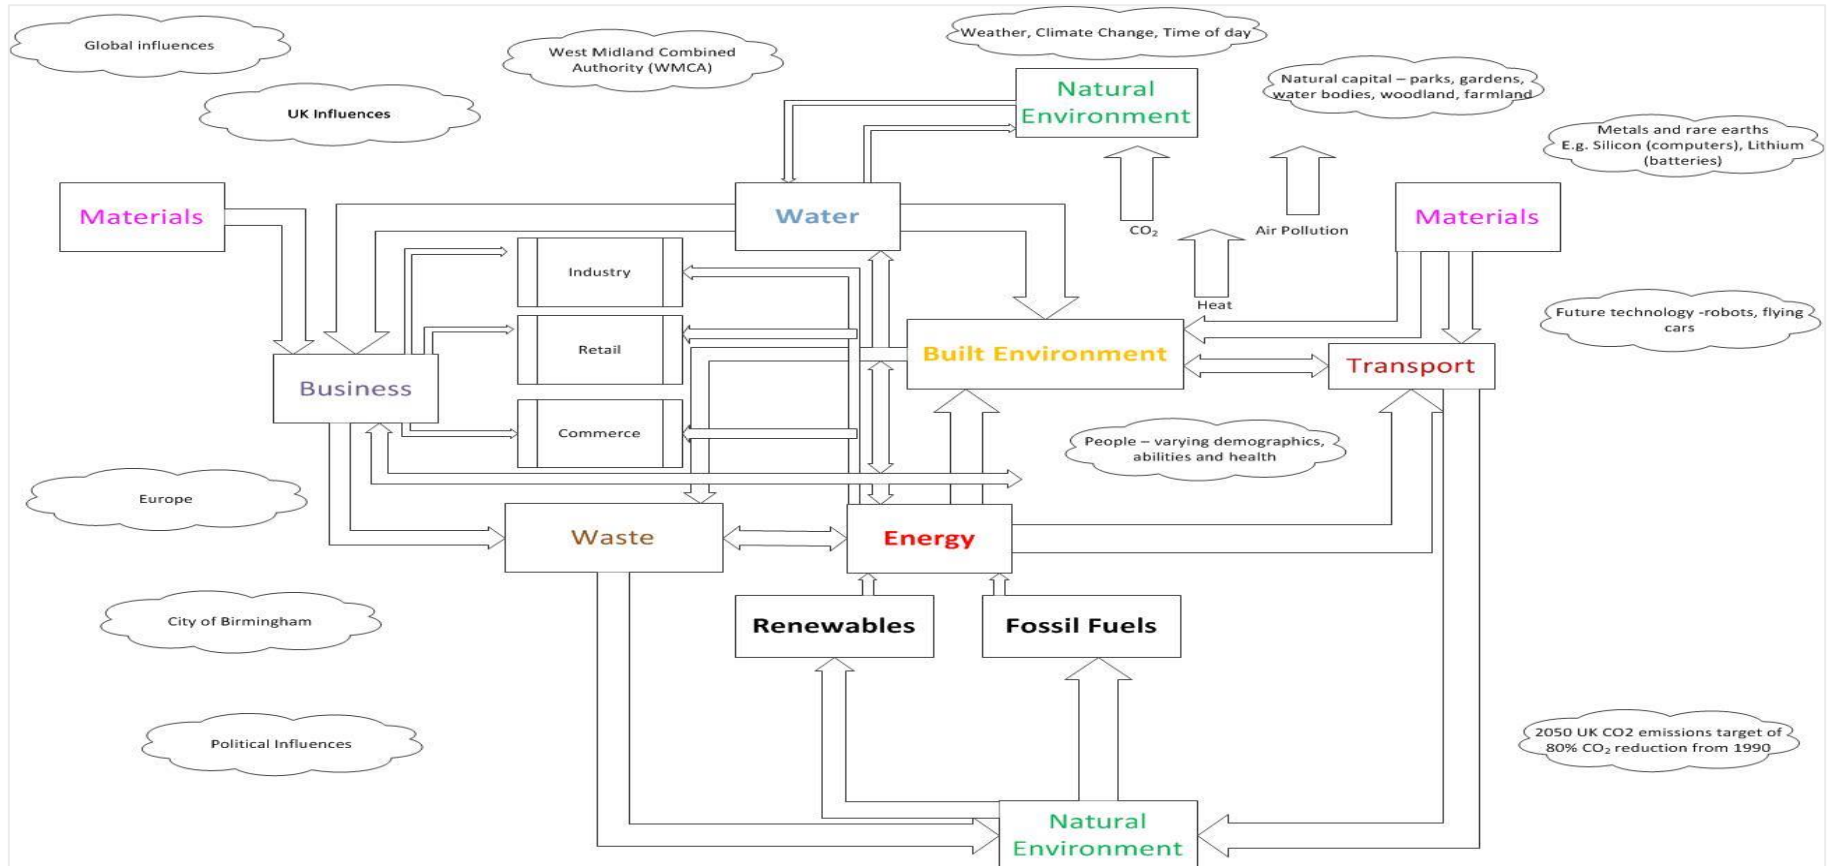 Global influences
UK Influences
West Midland Combined
Authority (WMCA)
Weather, Climate Change, Time of day
Natural
Environment
Natural capital – parks, gardens,
water bodies, woodland, farmland
Metals and rare earths
E.g. Silicon (computers), Lithium
(batteries)
Materials
Water
Materials
CO₂
Air Pollution
Industry
Heat
Future technology -robots, flying
cars
Retail
Built Environment
Transport
Business
Commerce
People – varying demographics,
abilities and health
Europe
Waste
Energy
City of Birmingham
Renewables
Fossil Fuels
Political Influences
2050 UK CO2 emissions target of
80% CO₂ reduction from 1990
Natural
Environment